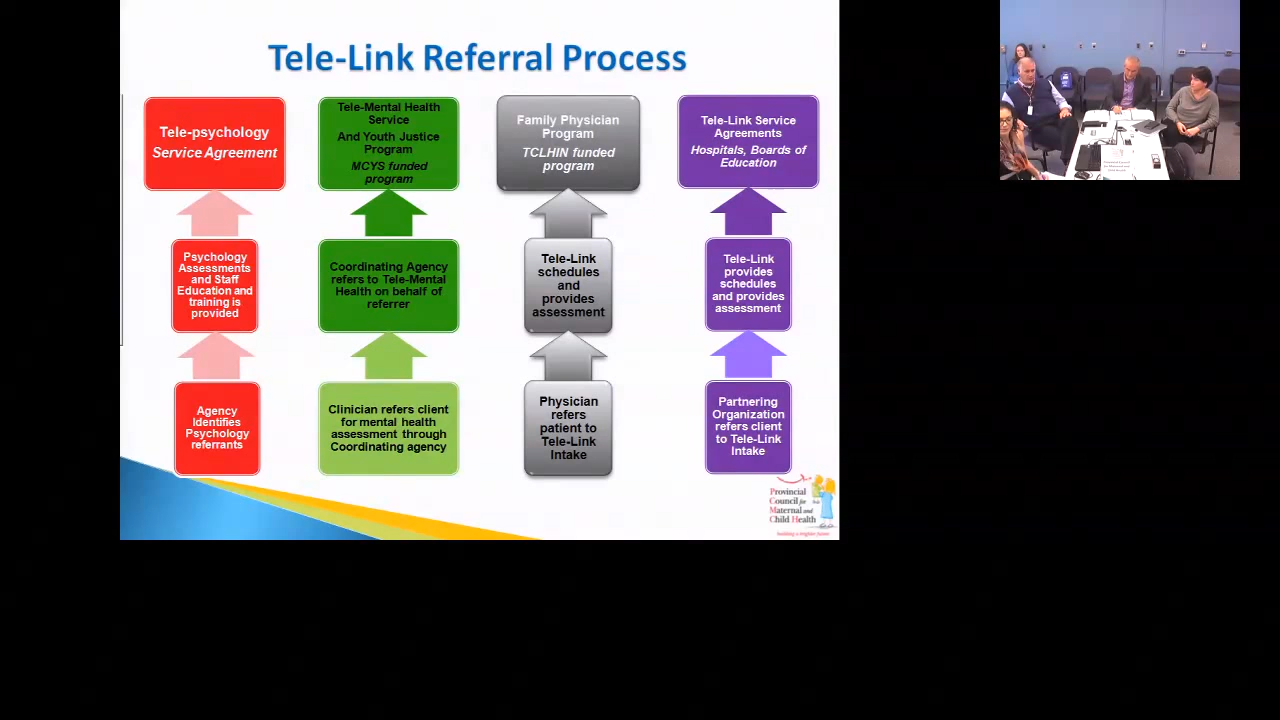 Tele-Link Referral Process
Tele-psychology
Service Agreement
Psychology
Assessments
and Staff
Education and
training is
provided
Agency
Identifies
Psychology
referrants
Tele-Mental Health
Service
And Youth Justice
Program
MCYS funded
program
Coordinating Agency
refers to Tele-Mental
Health on behalf of
referrer
Clinician refers client
for mental health
assessment through
Coordinating agency
Family Physician
Program
TCLHIN funded
program
Tele-Link
schedules
and
provides
assessment
Physician
refers
patient to
Tele-Link
Intake
Tele-Link Service
Agreements
Hospitals, Boards of
Education
Tele-Link
provides
schedules
and provides
assessment
Partnering
Organization
refers client
to Tele-Link
Intake
Provincial
Council for
Maternal and
Child Health
building a brighter future